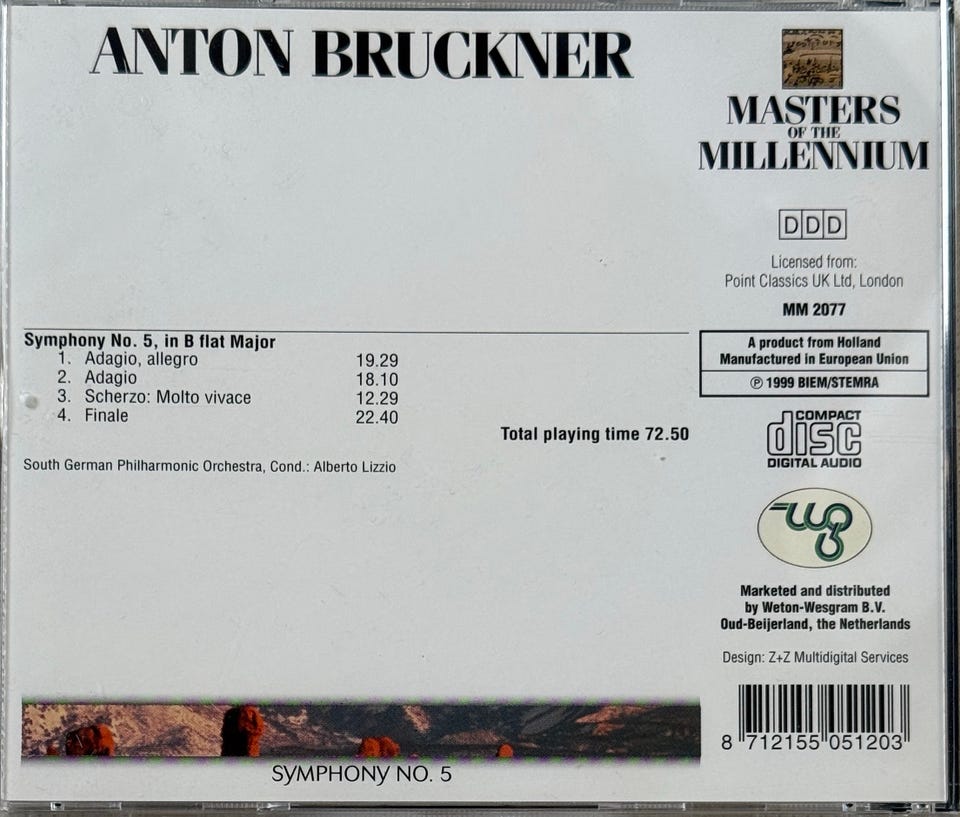 ANTON BRUCKNER
Symphony No. 5, in B flat Major
1. Adagio, allegro 19.29
2. Adagio 18.10
3. Scherzo: Molto vivace 12.29
4. Finale 22.40
Total playing time 72.50
South German Philharmonic Orchestra, Cond.: Alberto Lizzio
SYMPHONY NO. 5
MASTERS
OF THE
MILLENNIUM
DDD
Licensed from:
Point Classics UK Ltd, London
MM 2077
A product from Holland
Manufactured in European Union
℗ 1999 BIEM/STEMRA
COMPACT
disc
DIGITAL AUDIO
Marketed and distributed
by Weton-Wesgram B.V.
Oud-Beijerland, the Netherlands
Design: Z+Z Multidigital Services
8 712155 051203